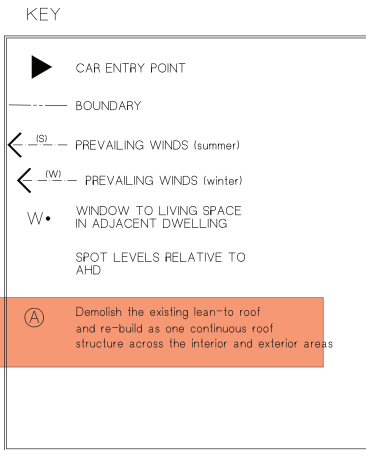 KEY
CAR ENTRY POINT
BOUNDARY
(S) PREVAILING WINDS (summer)
(W) PREVAILING WINDS (winter)
W• WINDOW TO LIVING SPACE
IN ADJACENT DWELLING
SPOT LEVELS RELATIVE TO
AHD
A Demolish the existing lean-to roof
and re-build as one continuous roof
structure across the interior and exterior areas